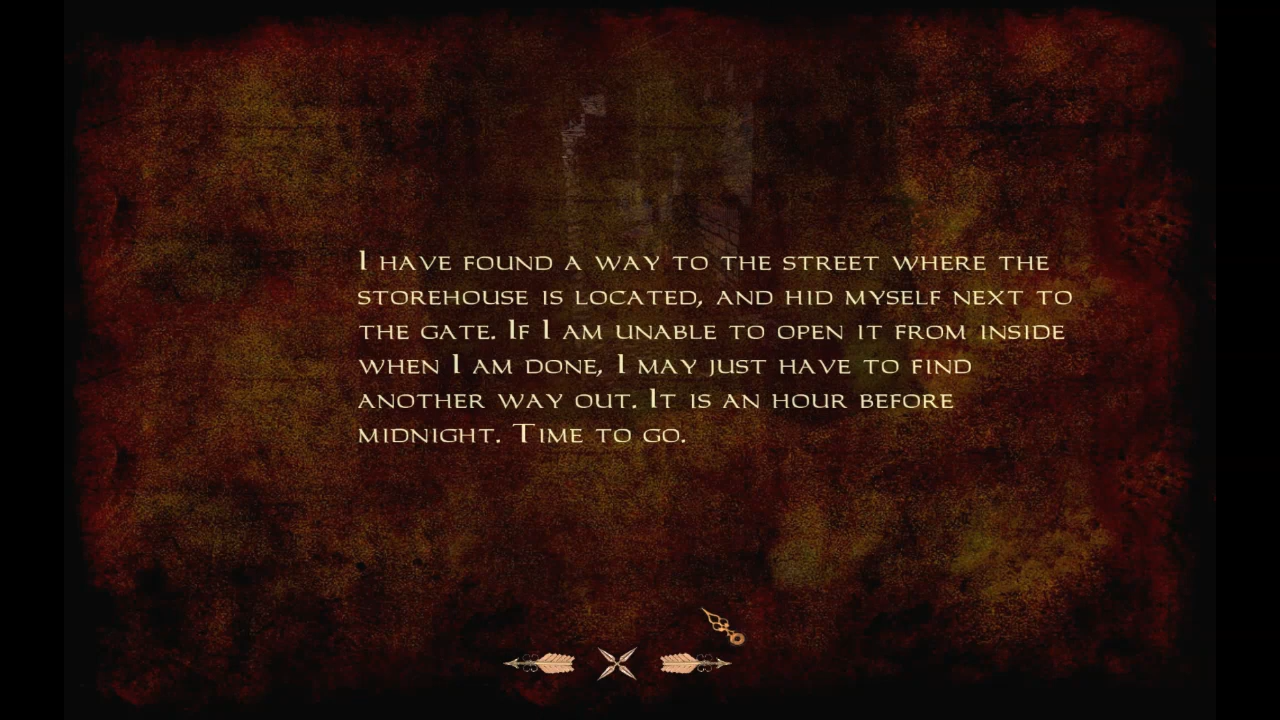 I have found a way to the street where the
storehouse is located, and hid myself next to
the gate. If I am unable to open it from inside
when I am done, I may just have to find
another way out. It is an hour before
midnight. Time to go.